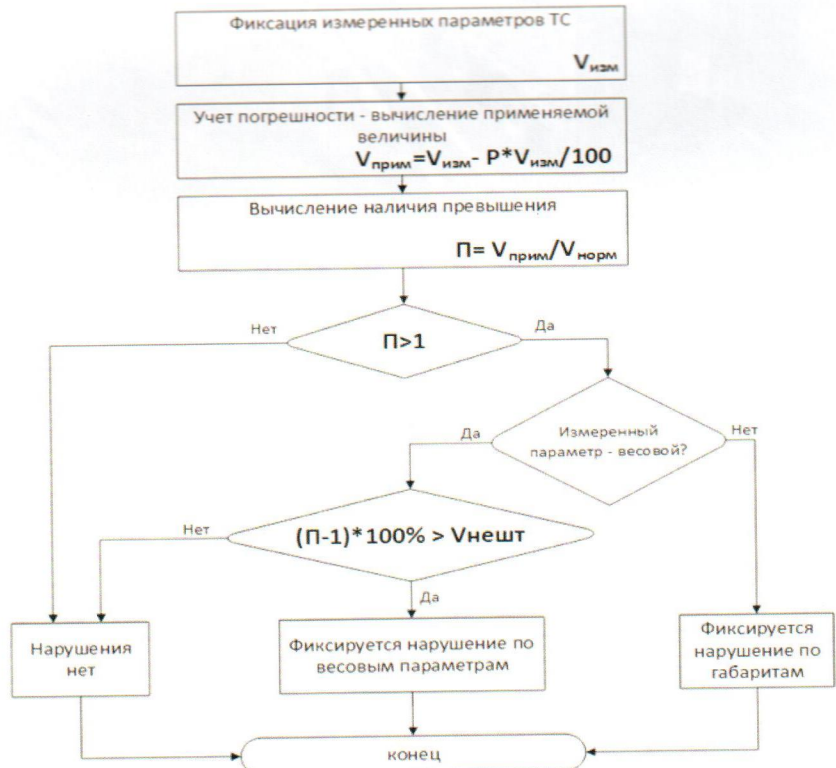 Фиксация измеренных параметров ТС
Vизм
Учет погрешности - вычисление применяемой
величины
Vприм=Vизм- P*Vизм/100
Вычисление наличия превышения
П= Vприм/Vнорм
Нет
П>1
Да
Да
Измеренный
параметр - весовой?
Нет
Нет
(П-1)*100% > Vнешт
Да
Нарушения
нет
Фиксируется нарушение по
весовым параметрам
Фиксируется
нарушение по
габаритам
конец